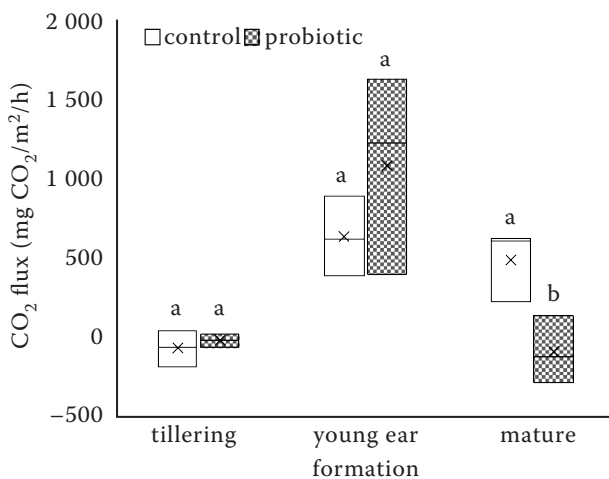 2 000
control probiotic
a
1 500
a
1 000
a
500
b
a a
0
−500
CO₂ flux (mg CO₂/m²/h)
tillering young ear mature
formation